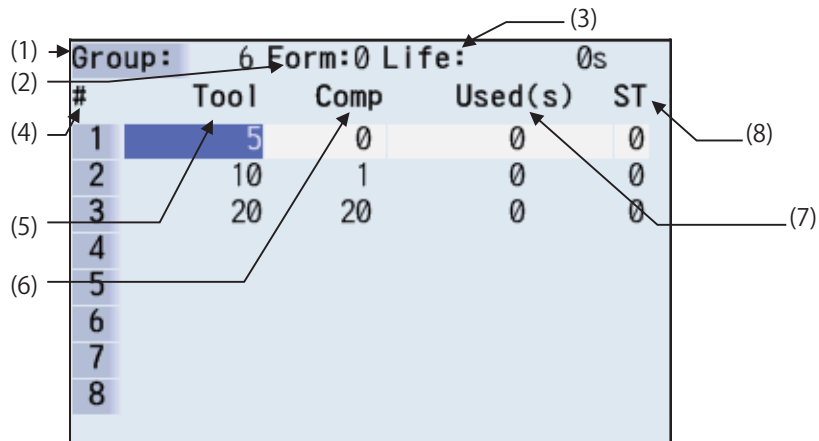 (3)
(1) Group: 6 Form:0 Life: 0s
(2)
# Tool Comp Used(s) ST
(4) 1 5 0 0 0 (8)
2 10 1 0 0
(5) 3 20 20 0 0 (7)
4
(6) 5
6
7
8